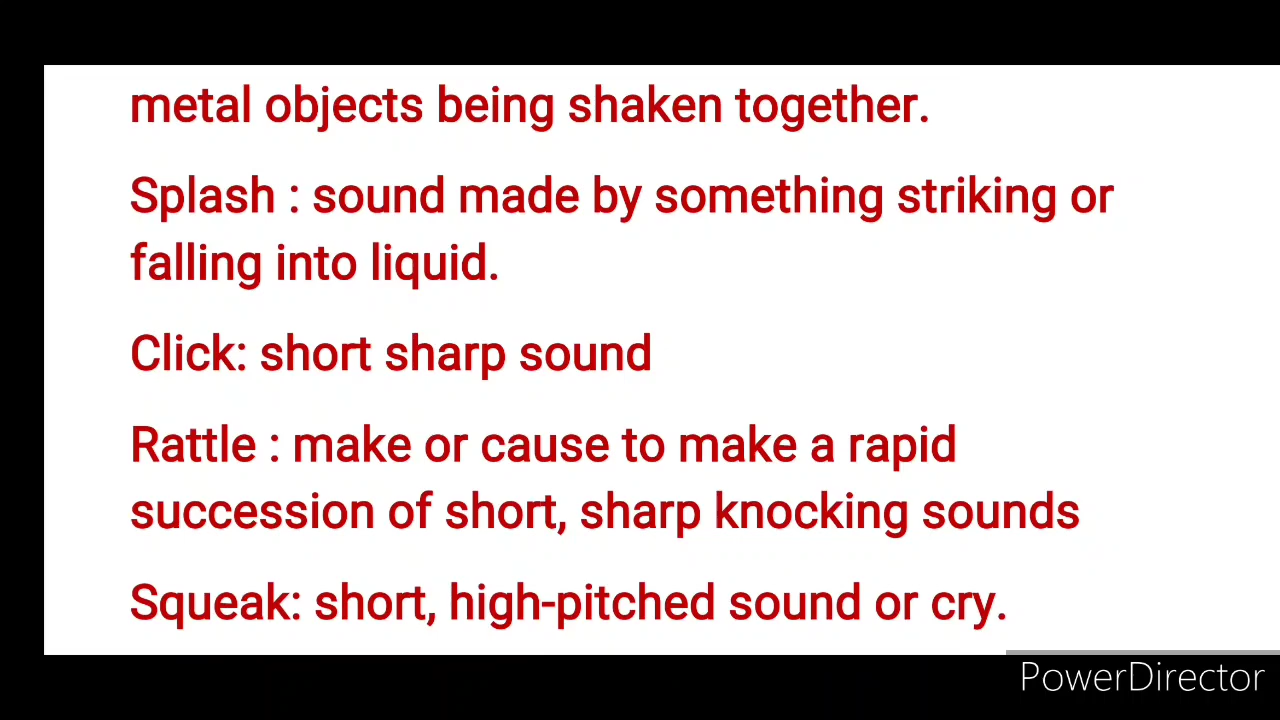 metal objects being shaken together.
Splash : sound made by something striking or
falling into liquid.
Click: short sharp sound
Rattle : make or cause to make a rapid
succession of short, sharp knocking sounds
Squeak: short, high-pitched sound or cry.
PowerDirector